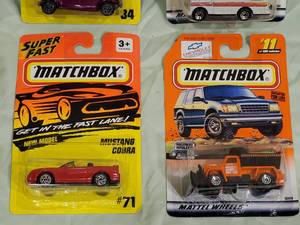 34
SUPER
FAST
3+
MATCHBOX
GET IN THE FAST LANE!
NEW MODEL
MUSTANG
COBRA
#71
CHEVROLET
#11
MATCHBOX
MATTEL WHEELS